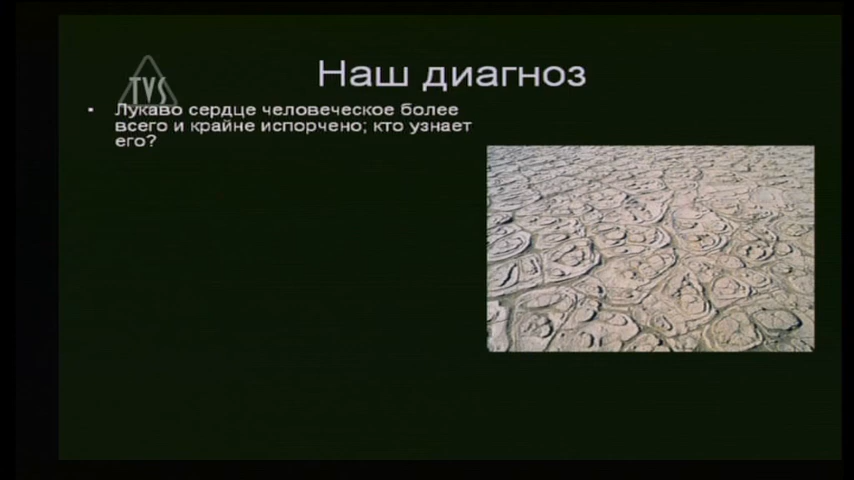 Наш диагноз
TVS
• Лукаво сердце человеческое более
всего и крайне испорчено; кто узнает
его?